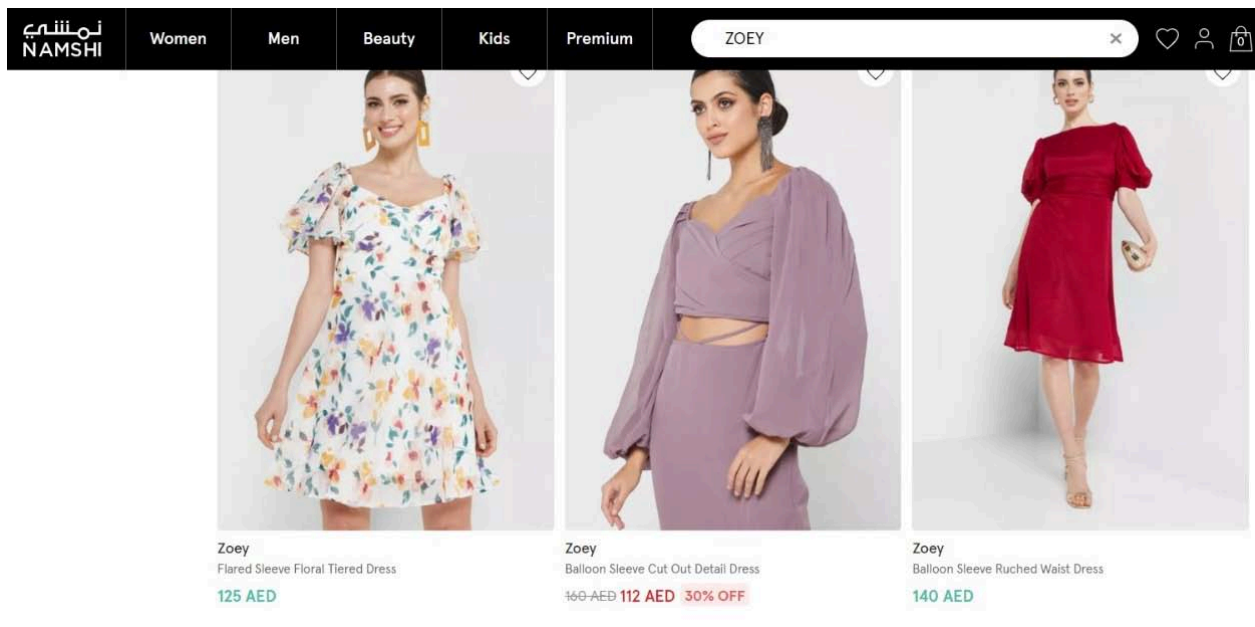 نمشي
NAMSHI
Women
Men
Beauty
Kids
Premium
ZOEY
0
Zoey
Flared Sleeve Floral Tiered Dress
125 AED
Zoey
Balloon Sleeve Cut Out Detail Dress
160 AED 112 AED 30% OFF
Zoey
Balloon Sleeve Ruched Waist Dress
140 AED